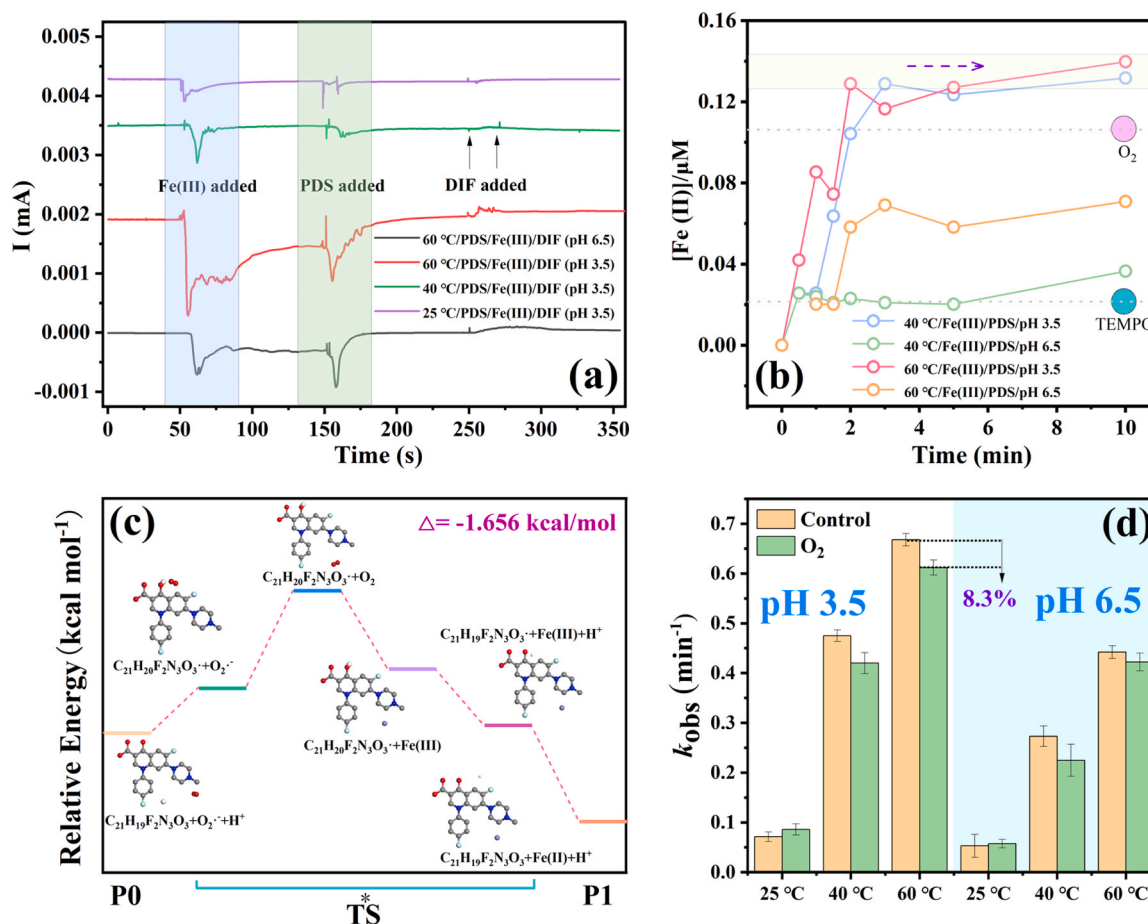 0.005
0.004
0.003
0.002
0.001
0.000
-0.001
I (mA)
Fe(III) added
PDS added
DIF added
60 °C/PDS/Fe(III)/DIF (pH 6.5)
60 °C/PDS/Fe(III)/DIF (pH 3.5)
40 °C/PDS/Fe(III)/DIF (pH 3.5)
25 °C/PDS/Fe(III)/DIF (pH 3.5)
(a)
0 50 100 150 200 250 300 350
Time (s)
0.16
0.12
0.08
0.04
0.00
[Fe (II)]/μM
O₂
TEMPO
40 °C/Fe(III)/PDS/pH 3.5
40 °C/Fe(III)/PDS/pH 6.5
60 °C/Fe(III)/PDS/pH 3.5
60 °C/Fe(III)/PDS/pH 6.5
(b)
0 2 4 6 8 10
Time (min)
(c)
△= -1.656 kcal/mol
Relative Energy (kcal mol⁻¹)
C₂₁H₂₀F₂N₃O₃·+O₂
C₂₁H₂₀F₂N₃O₃·+O₂·⁻
C₂₁H₁₉F₂N₃O₃·+Fe(III)+H⁺
C₂₁H₂₀F₂N₃O₃·+Fe(III)
C₂₁H₁₉F₂N₃O₃+O₂·⁻+H⁺
C₂₁H₁₉F₂N₃O₃+Fe(II)+H⁺
P0
*
TS
P1
(d)
Control
O₂
0.7
0.6
0.5
0.4
0.3
0.2
0.1
0.0
k_obs (min⁻¹)
pH 3.5
8.3%
pH 6.5
25 °C 40 °C 60 °C 25 °C 40 °C 60 °C